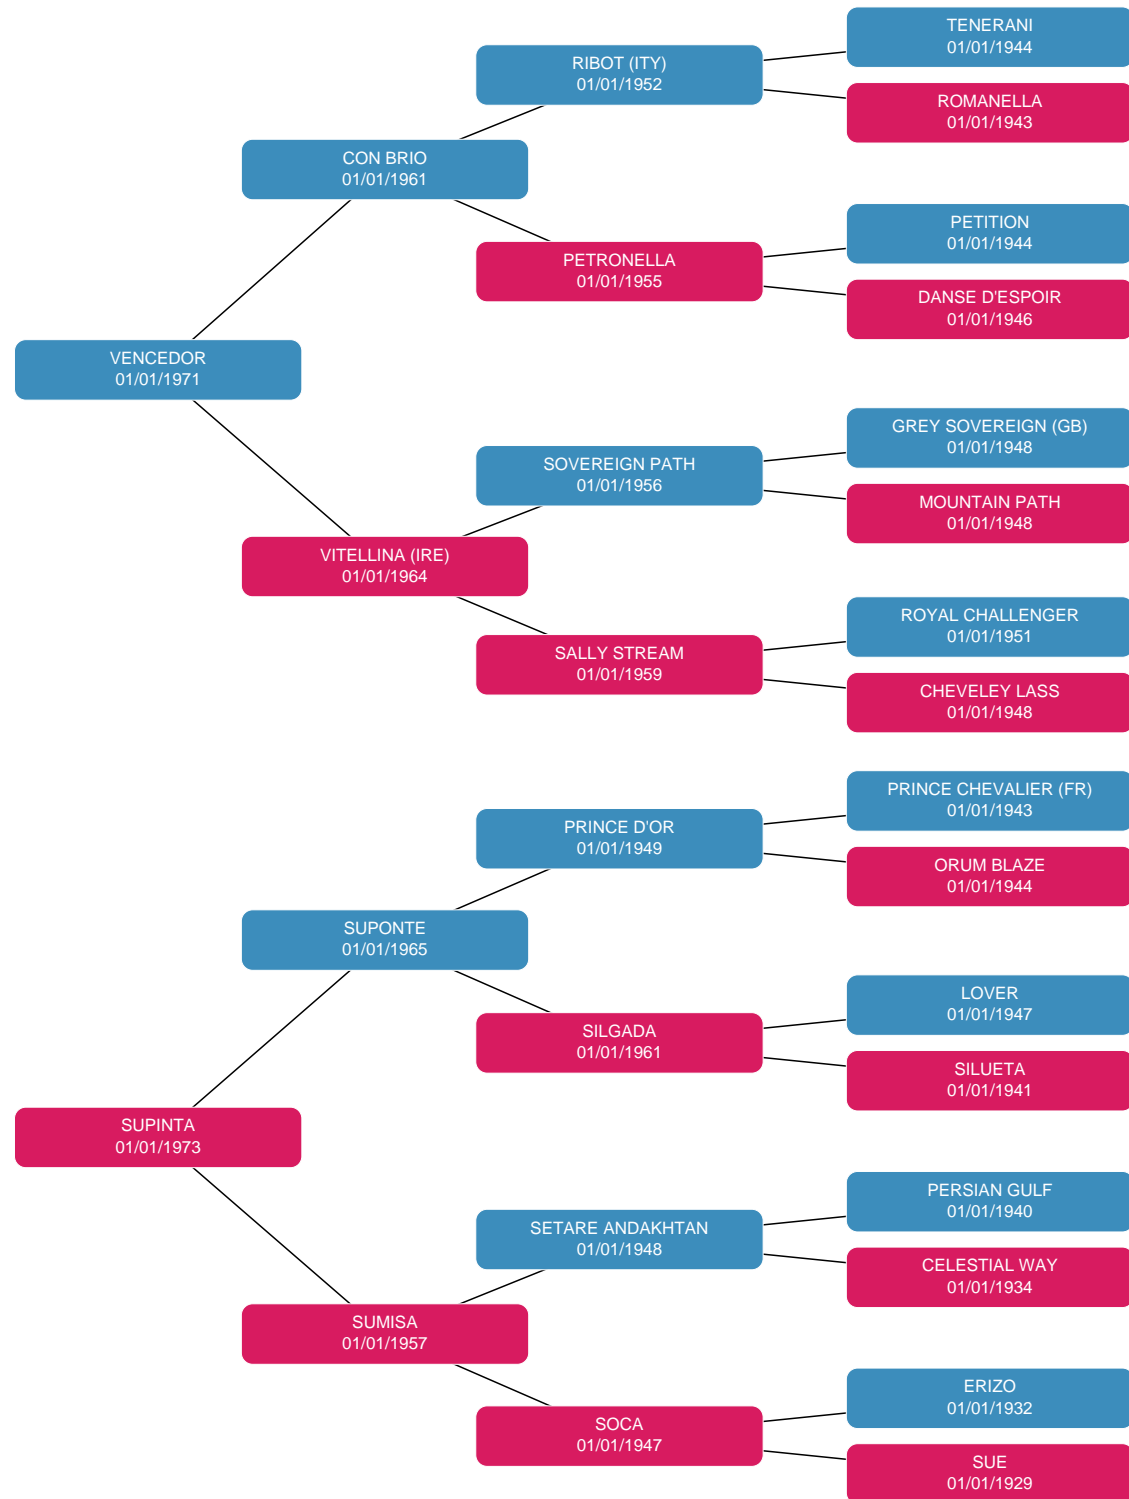 TENERANI
01/01/1944
RIBOT (ITY)
01/01/1952
ROMANELLA
01/01/1943
CON BRIO
01/01/1961
PETITION
01/01/1944
PETRONELLA
01/01/1955
DANSE D'ESPOIR
01/01/1946
VENCEDOR
01/01/1971
GREY SOVEREIGN (GB)
01/01/1948
SOVEREIGN PATH
01/01/1956
MOUNTAIN PATH
01/01/1948
VITELLINA (IRE)
01/01/1964
ROYAL CHALLENGER
01/01/1951
SALLY STREAM
01/01/1959
CHEVELEY LASS
01/01/1948
PRINCE CHEVALIER (FR)
01/01/1943
PRINCE D'OR
01/01/1949
ORUM BLAZE
01/01/1944
SUPONTE
01/01/1965
LOVER
01/01/1947
SILGADA
01/01/1961
SILUETA
01/01/1941
SUPINTA
01/01/1973
PERSIAN GULF
01/01/1940
SETARE ANDAKHTAN
01/01/1948
CELESTIAL WAY
01/01/1934
SUMISA
01/01/1957
ERIZO
01/01/1932
SOCA
01/01/1947
SUE
01/01/1929